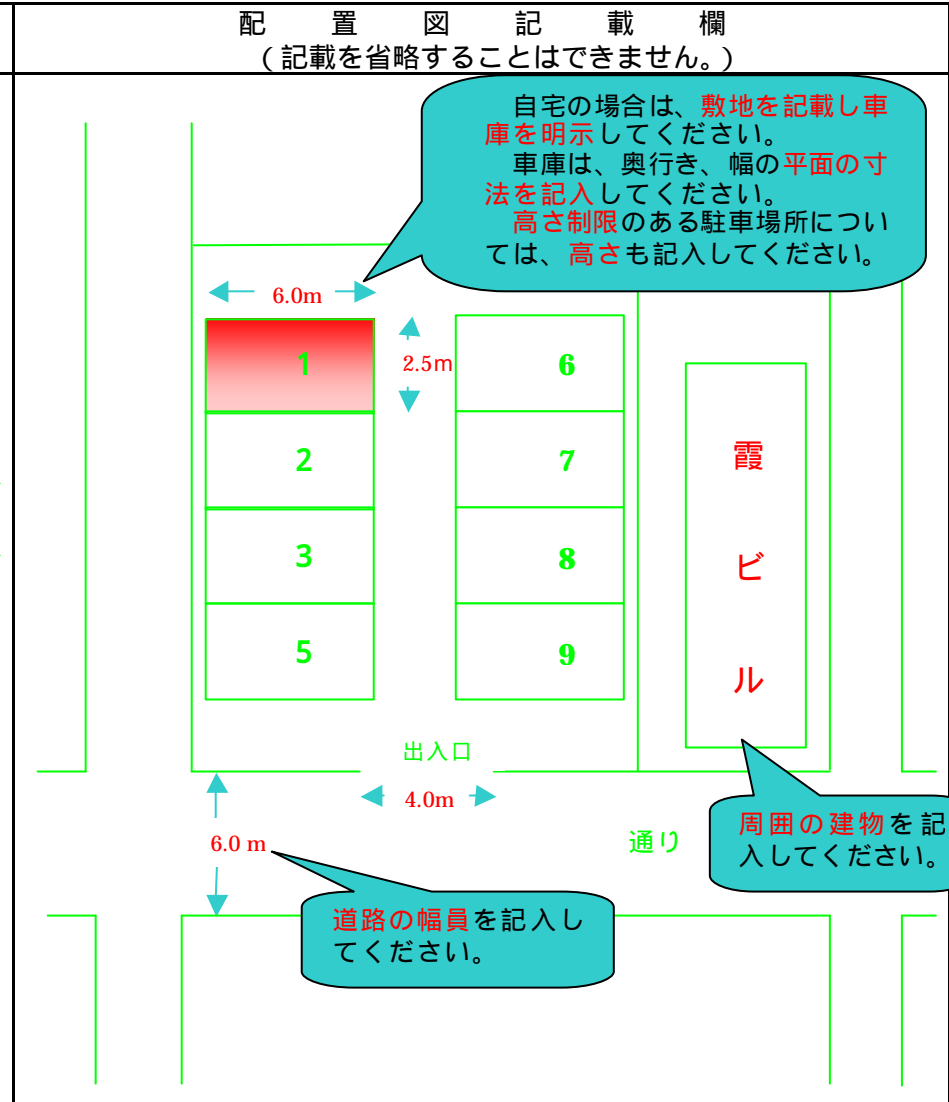 配置図記載欄
(記載を省略することはできません。)
自宅の場合は、敷地を記載し車
庫を明示してください。
車庫は、奥行き、幅の平面の寸
法を記入してください。
高さ制限のある駐車場所につい
ては、高さも記入してください。
6.0m
1
2.5m
6
2
7
3
8
5
9
霞ビル
出入口
4.0m
6.0 m
通り
周囲の建物を記
入してください。
道路の幅員を記入し
てください。